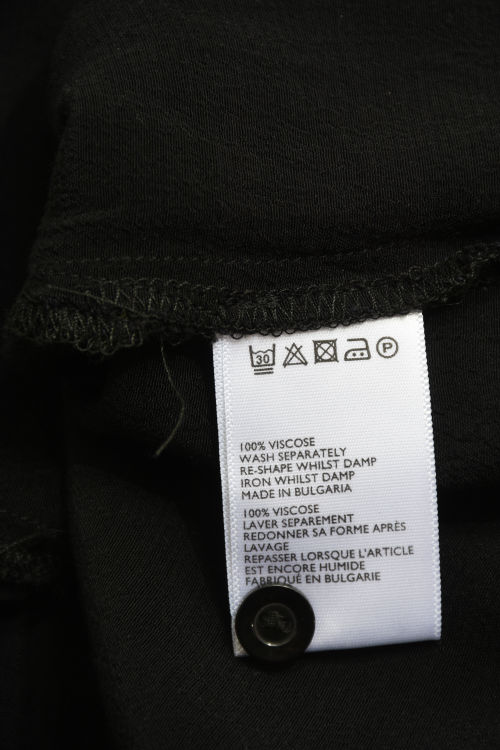 30 P
100% VISCOSE
WASH SEPARATELY
RE-SHAPE WHILST DAMP
IRON WHILST DAMP
MADE IN BULGARIA
100% VISCOSE
LAVER SEPAREMENT
REDONNER SA FORME APRÈS
LAVAGE
REPASSER LORSQUE L'ARTICLE
EST ENCORE HUMIDE
FABRIQUÉ EN BULGARIE